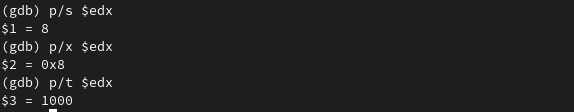 (gdb) p/s $edx
$1 = 8
(gdb) p/x $edx
$2 = 0x8
(gdb) p/t $edx
$3 = 1000